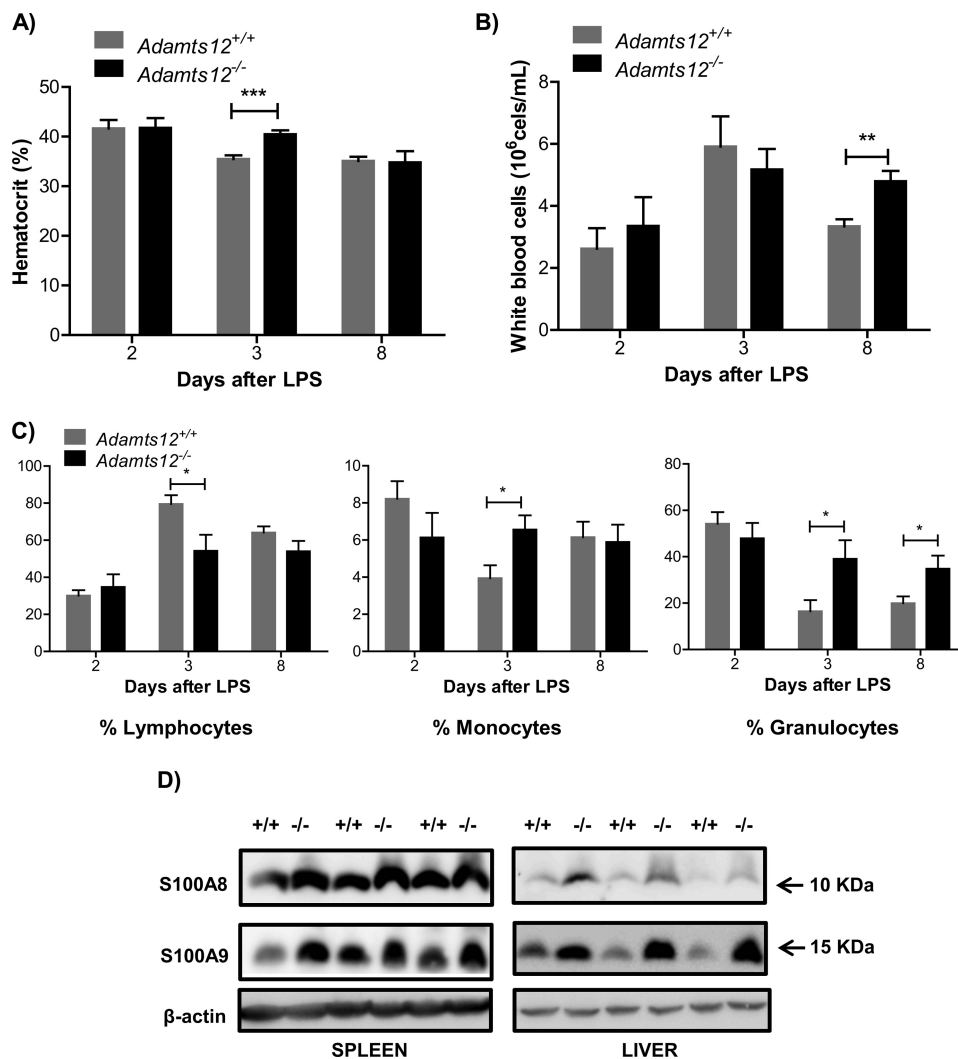 A)
Adamts12+/+
Adamts12-/-
***
Hematocrit (%)
50
40
30
20
10
0
2 3 8
Days after LPS
B)
Adamts12+/+
Adamts12-/-
**
White blood cells (10^6cels/mL)
8
6
4
2
0
2 3 8
Days after LPS
C)
Adamts12+/+
Adamts12-/-
*
100
80
60
40
20
0
2 3 8
Days after LPS
% Lymphocytes
*
10
8
6
4
2
0
2 3 8
Days after LPS
% Monocytes
* *
80
60
40
20
0
2 3 8
Days after LPS
% Granulocytes
D)
+/+ -/- +/+ -/- +/+ -/- +/+ -/- +/+ -/- +/+ -/-
S100A8 10 KDa
S100A9 15 KDa
β-actin
SPLEEN LIVER